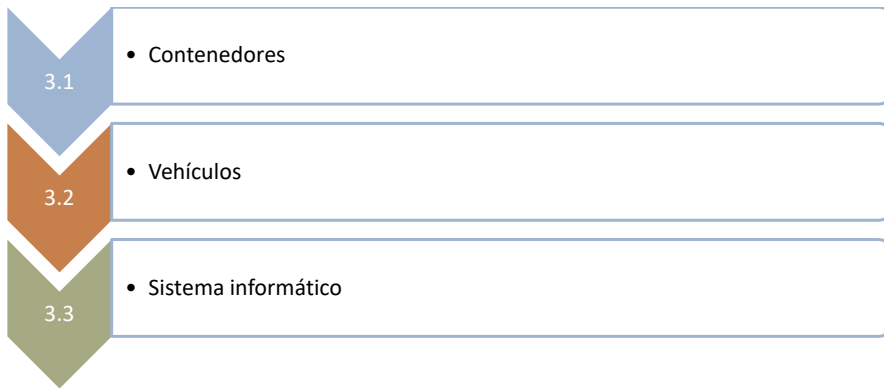 3.1
• Contenedores
3.2
• Vehículos
3.3
• Sistema informático